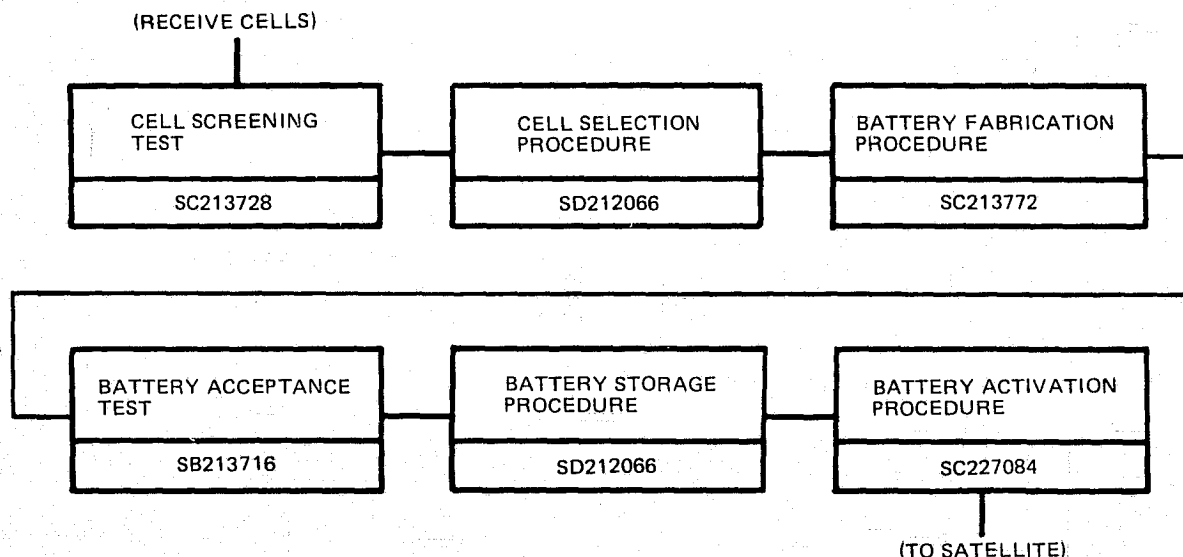 (RECEIVE CELLS)
CELL SCREENING
TEST
SC213728
CELL SELECTION
PROCEDURE
SD212066
BATTERY FABRICATION
PROCEDURE
SC213772
BATTERY ACCEPTANCE
TEST
SB213716
BATTERY STORAGE
PROCEDURE
SD212066
BATTERY ACTIVATION
PROCEDURE
SC227084
(TO SATELLITE)